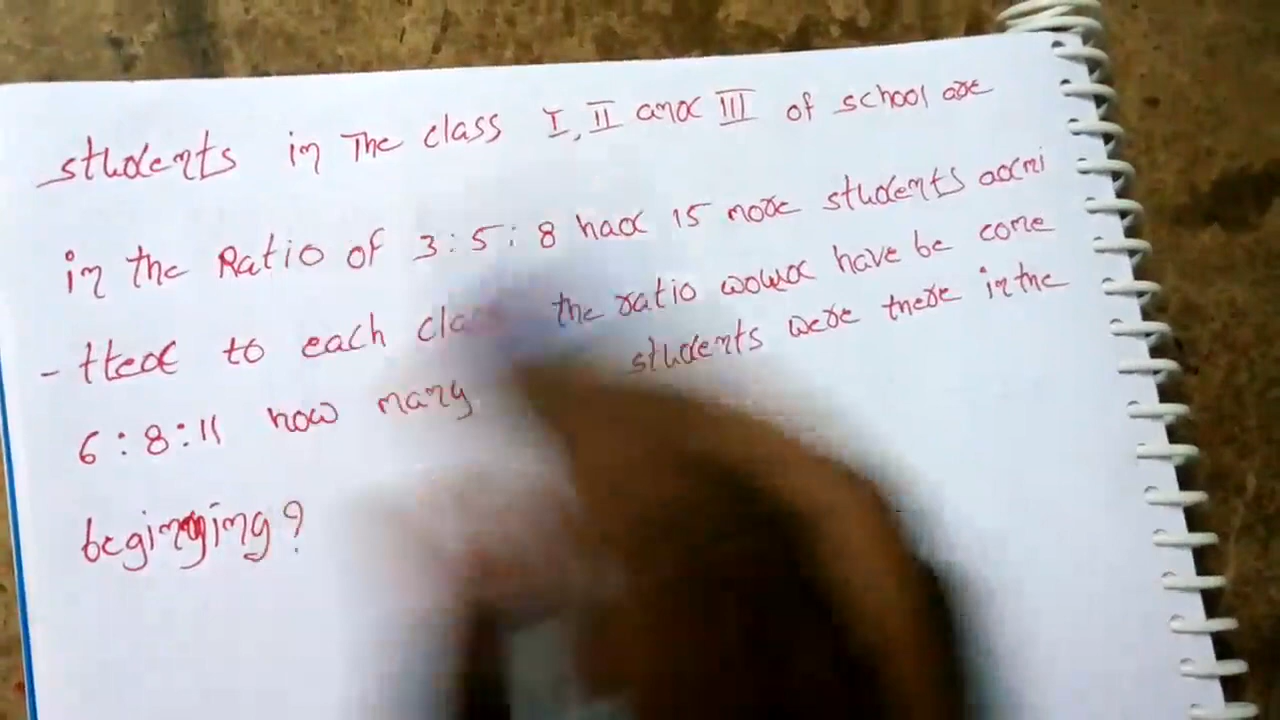 students in The class I, II and III of school are
in the Ratio of 3:5:8 had 15 more students admi
- tted to each class the ratio would have be come
6:8:11 how many students were there in the
beginging?